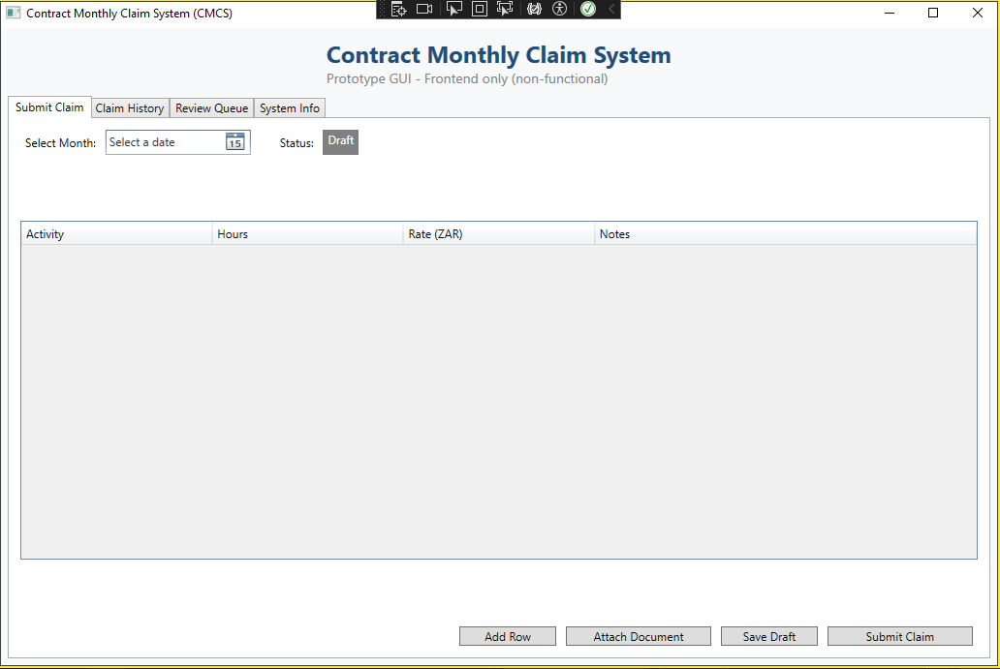 Contract Monthly Claim System (CMCS)
Contract Monthly Claim System
Prototype GUI - Frontend only (non-functional)
Submit Claim Claim History Review Queue System Info
Select Month: Select a date 15 Status: Draft
Activity Hours Rate (ZAR) Notes
Add Row Attach Document Save Draft Submit Claim